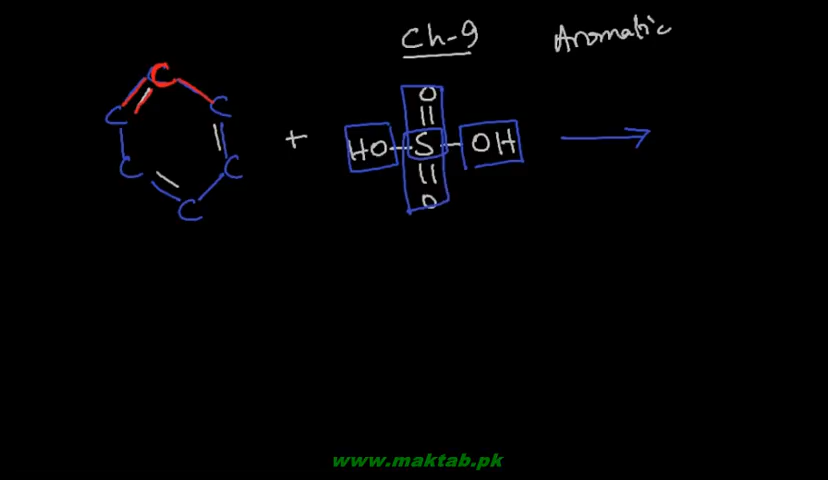 Ch-9 Aromatic
C
C C
C C
C
+
O
||
HO-S-OH
||
O
www.maktab.pk